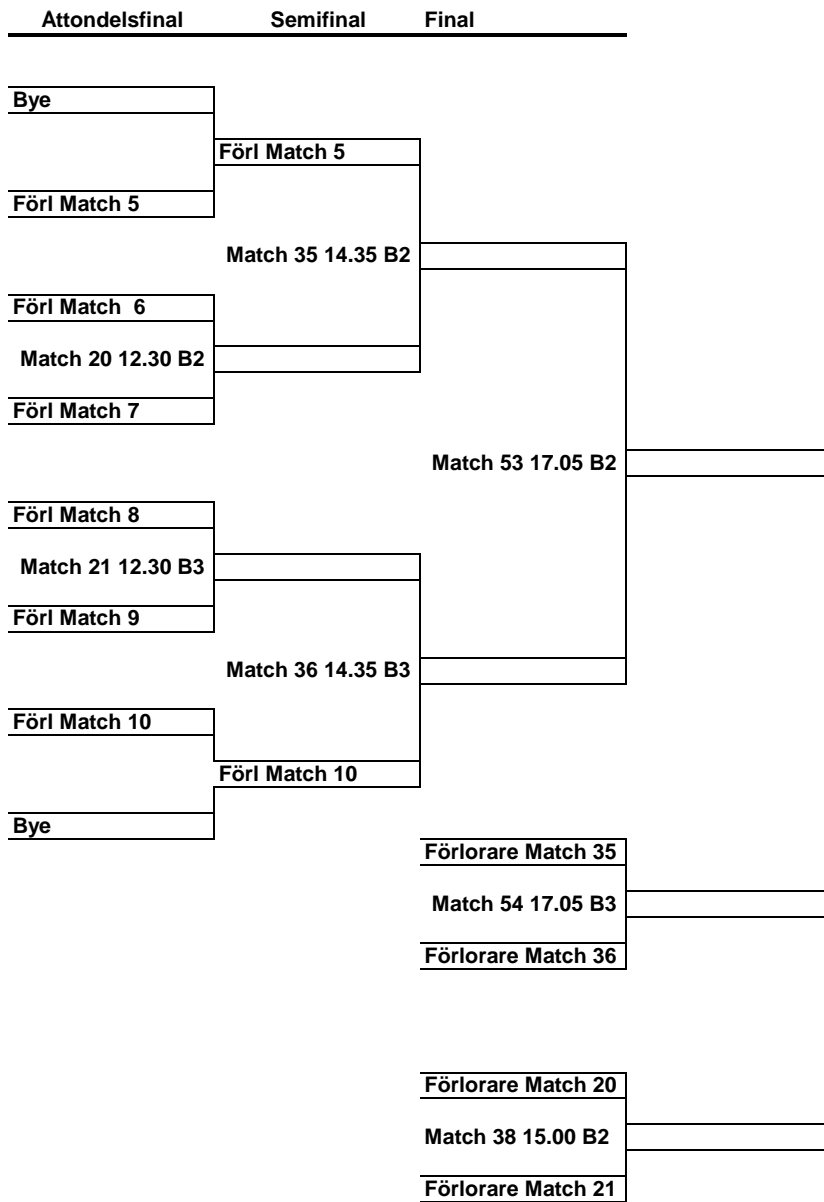 Attondelsfinal Semifinal Final
Bye
Förl Match 5
Förl Match 5
Match 35 14.35 B2
Förl Match 6
Match 20 12.30 B2
Förl Match 7
Match 53 17.05 B2
Förl Match 8
Match 21 12.30 B3
Förl Match 9
Match 36 14.35 B3
Förl Match 10
Förl Match 10
Bye
Förlorare Match 35
Match 54 17.05 B3
Förlorare Match 36
Förlorare Match 20
Match 38 15.00 B2
Förlorare Match 21